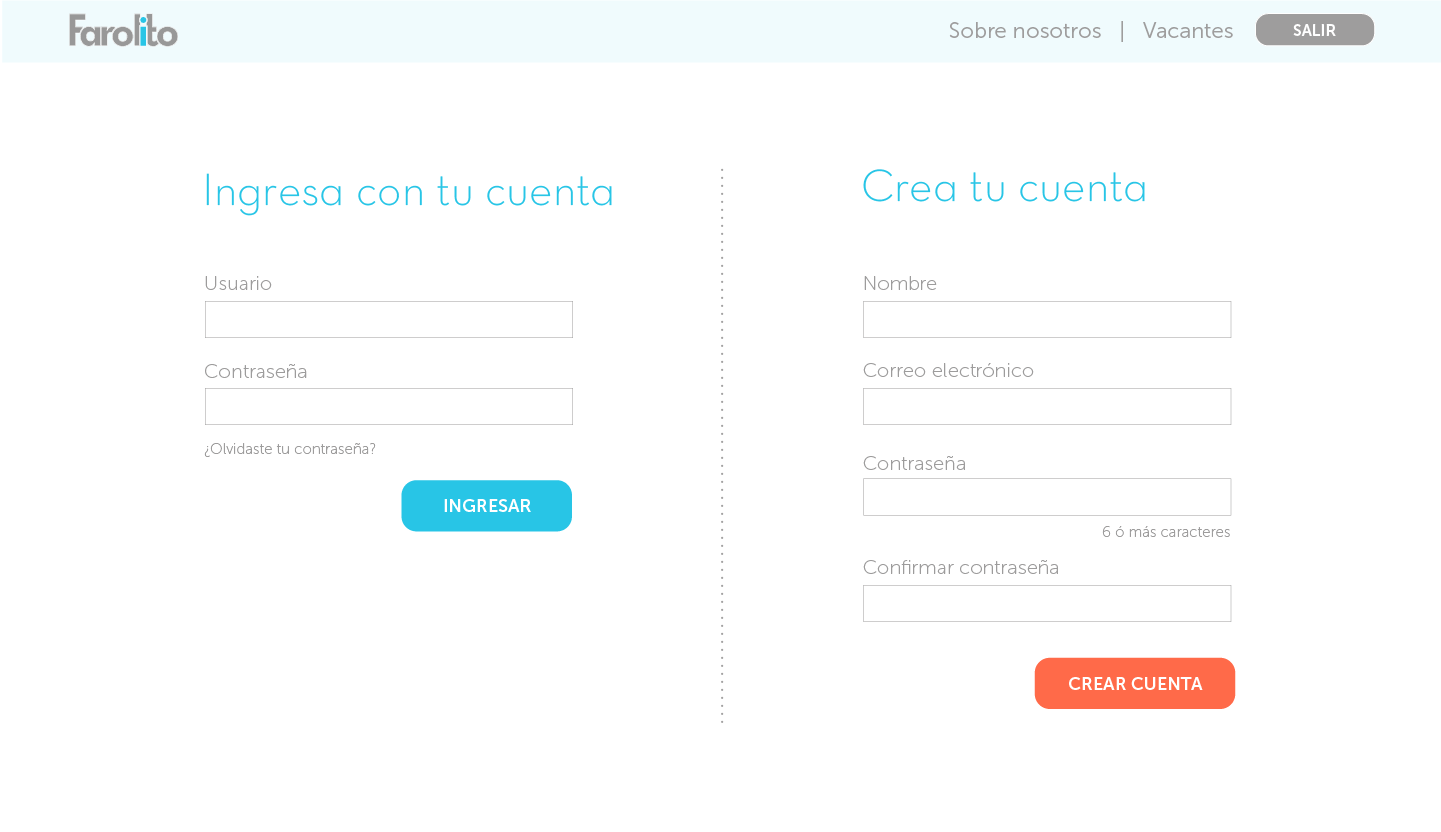 Farolito
Sobre nosotros | Vacantes SALIR
Ingresa con tu cuenta
Usuario
Contraseña
¿Olvidaste tu contraseña?
INGRESAR
Crea tu cuenta
Nombre
Correo electrónico
Contraseña
6 ó más caracteres
Confirmar contraseña
CREAR CUENTA